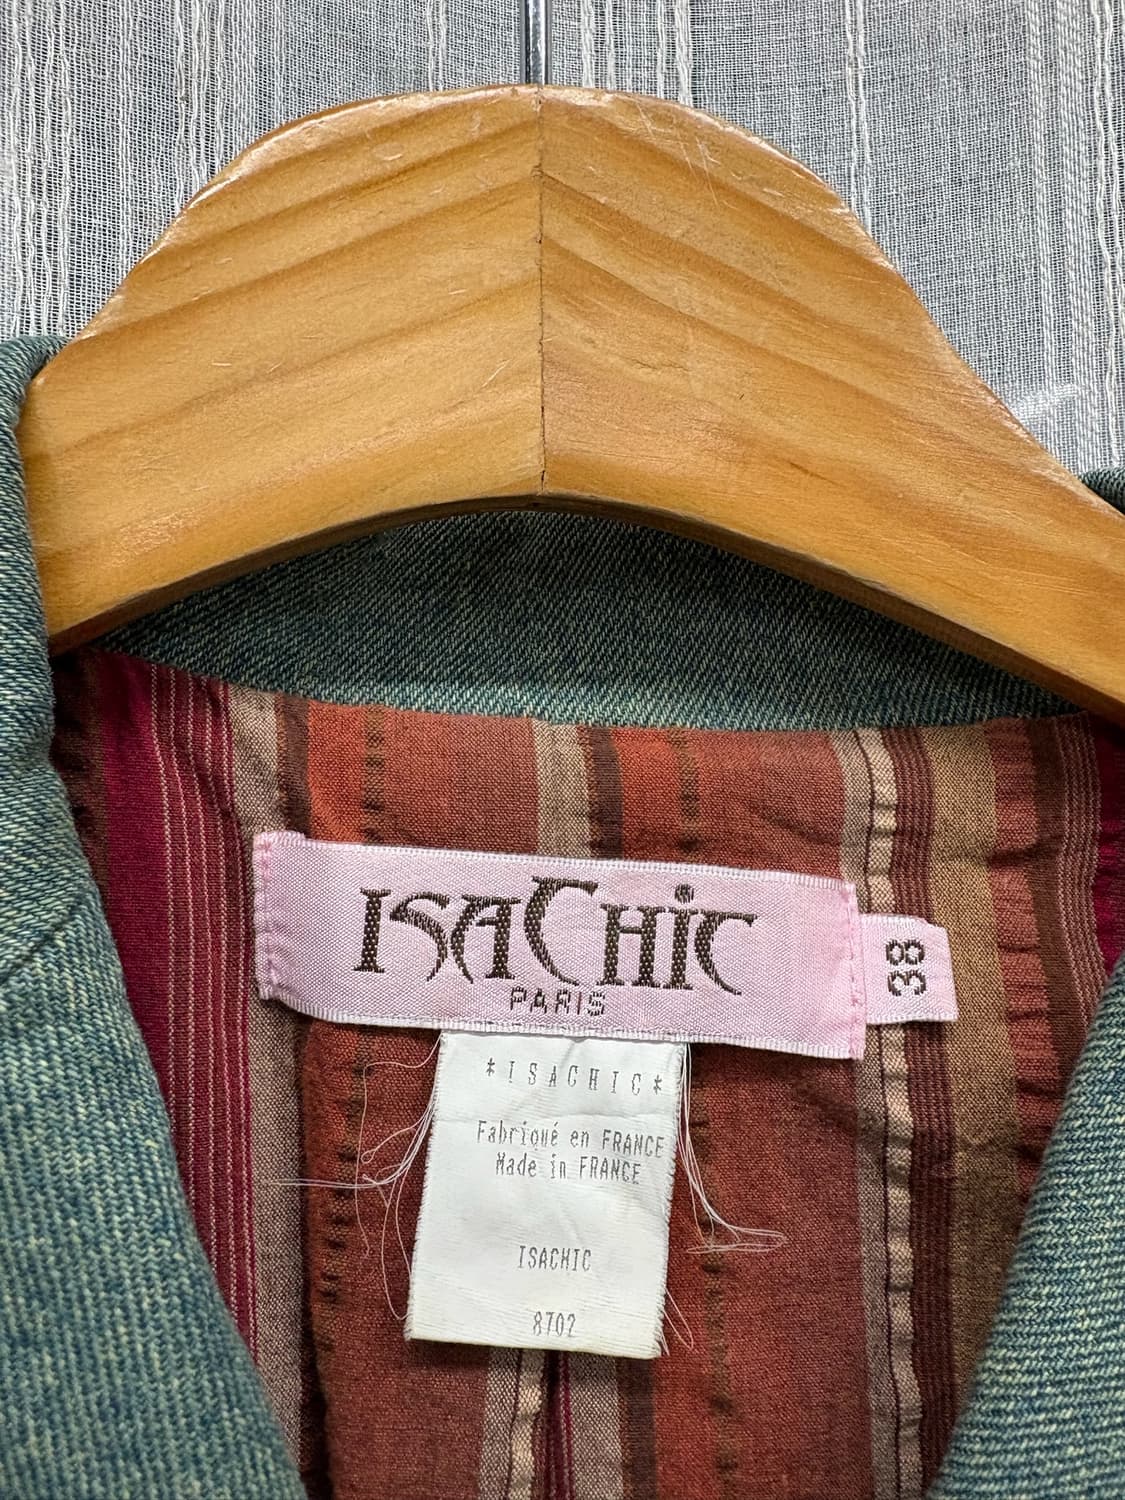 ISACHIC
PARIS
38
*ISACHIC*
Fabriqué en FRANCE
Made in FRANCE
ISACHIC
8702